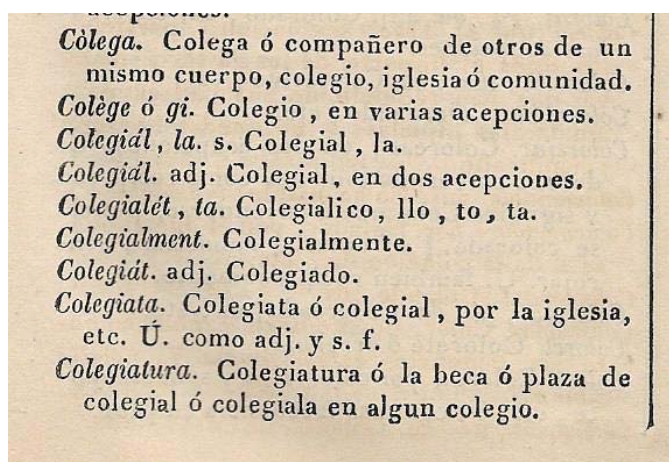 acepciones.
Còlega. Colega ó compañero de otros de un
mismo cuerpo, colegio, iglesia ó comunidad.
Colège ó gi. Colegio, en varias acepciones.
Colegiál, la. s. Colegial, la.
Colegiál. adj. Colegial, en dos acepciones.
Colegialét, ta. Colegialico, llo, to, ta.
Colegialment. Colegialmente.
Colegiát. adj. Colegiado.
Colegiata. Colegiata ó colegial, por la iglesia,
etc. Ú. como adj. y s. f.
Colegiatura. Colegiatura ó la beca ó plaza de
colegial ó colegiala en algun colegio.